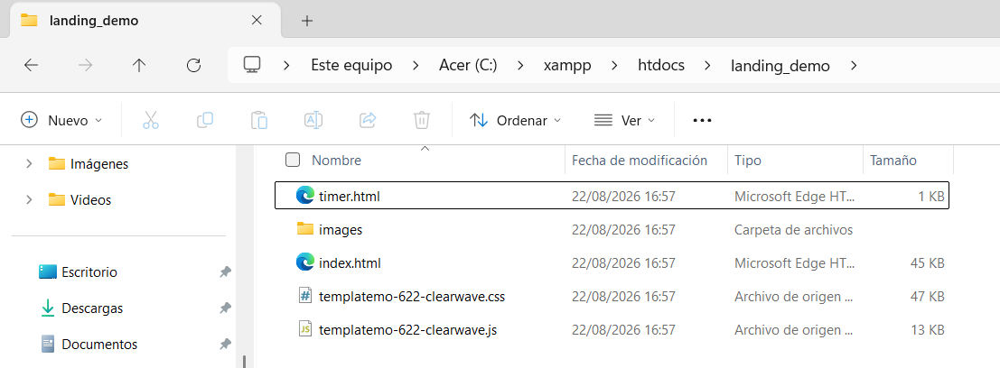 landing_demo
Este equipo > Acer (C:) > xampp > htdocs > landing_demo >
Nuevo Ordenar Ver
Imágenes
Videos
Escritorio
Descargas
Documentos
Nombre Fecha de modificación Tipo Tamaño
timer.html 22/08/2026 16:57 Microsoft Edge HT... 1 KB
images 22/08/2026 16:57 Carpeta de archivos
index.html 22/08/2026 16:57 Microsoft Edge HT... 45 KB
templatemo-622-clearwave.css 22/08/2026 16:57 Archivo de origen ... 47 KB
templatemo-622-clearwave.js 22/08/2026 16:57 Archivo de origen ... 13 KB